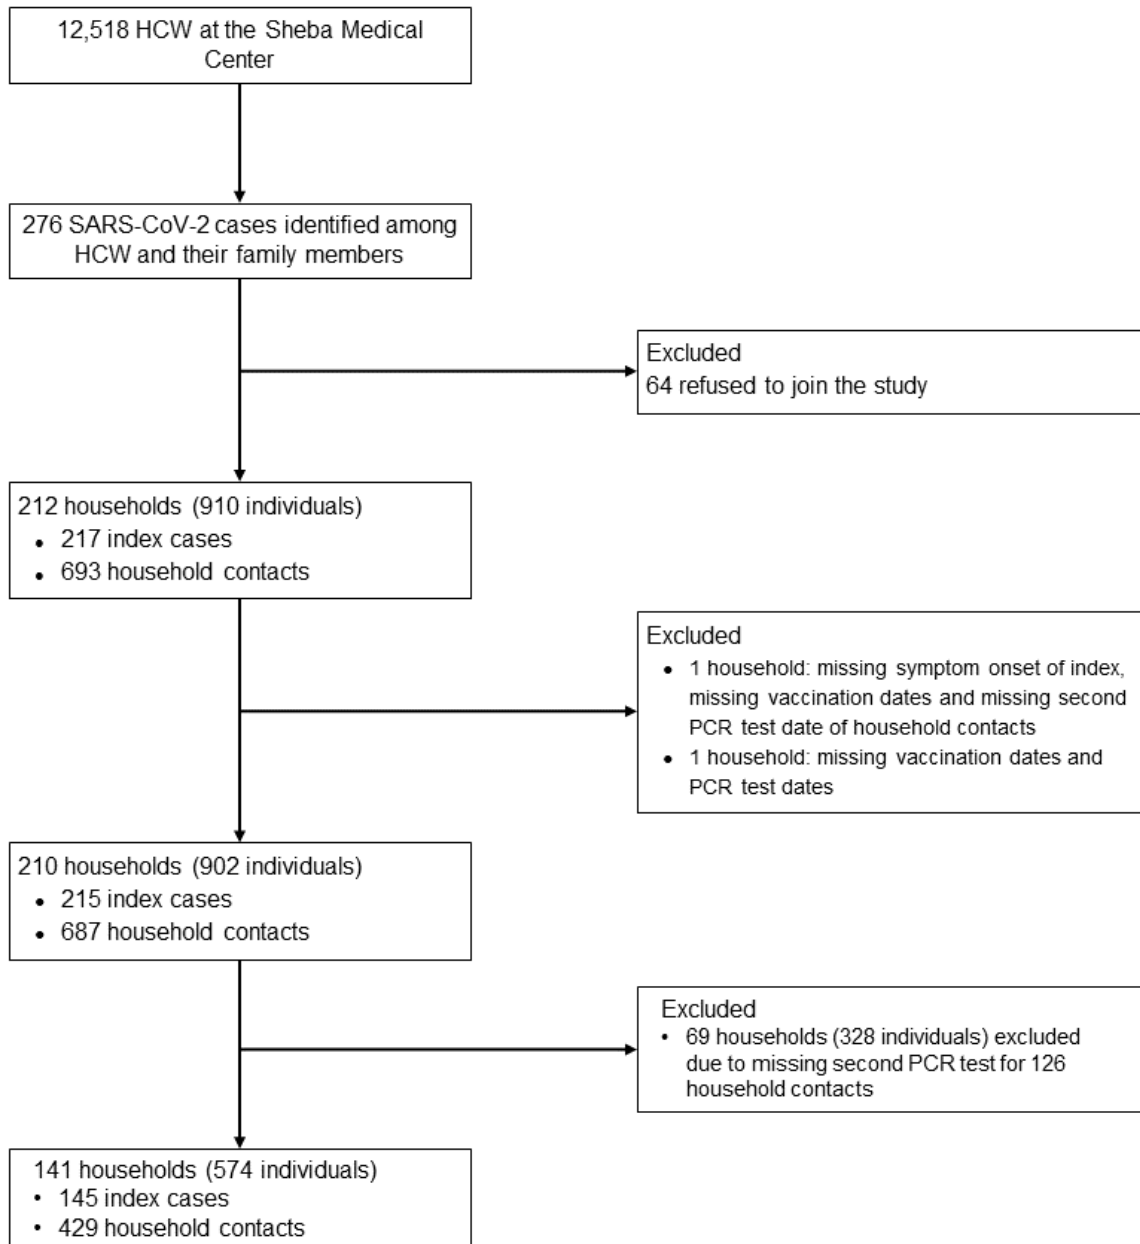 12,518 HCW at the Sheba Medical
Center
276 SARS-CoV-2 cases identified among
HCW and their family members
Excluded
64 refused to join the study
212 households (910 individuals)
• 217 index cases
• 693 household contacts
Excluded
• 1 household: missing symptom onset of index,
missing vaccination dates and missing second
PCR test date of household contacts
• 1 household: missing vaccination dates and
PCR test dates
210 households (902 individuals)
• 215 index cases
• 687 household contacts
Excluded
• 69 households (328 individuals) excluded
due to missing second PCR test for 126
household contacts
141 households (574 individuals)
• 145 index cases
• 429 household contacts